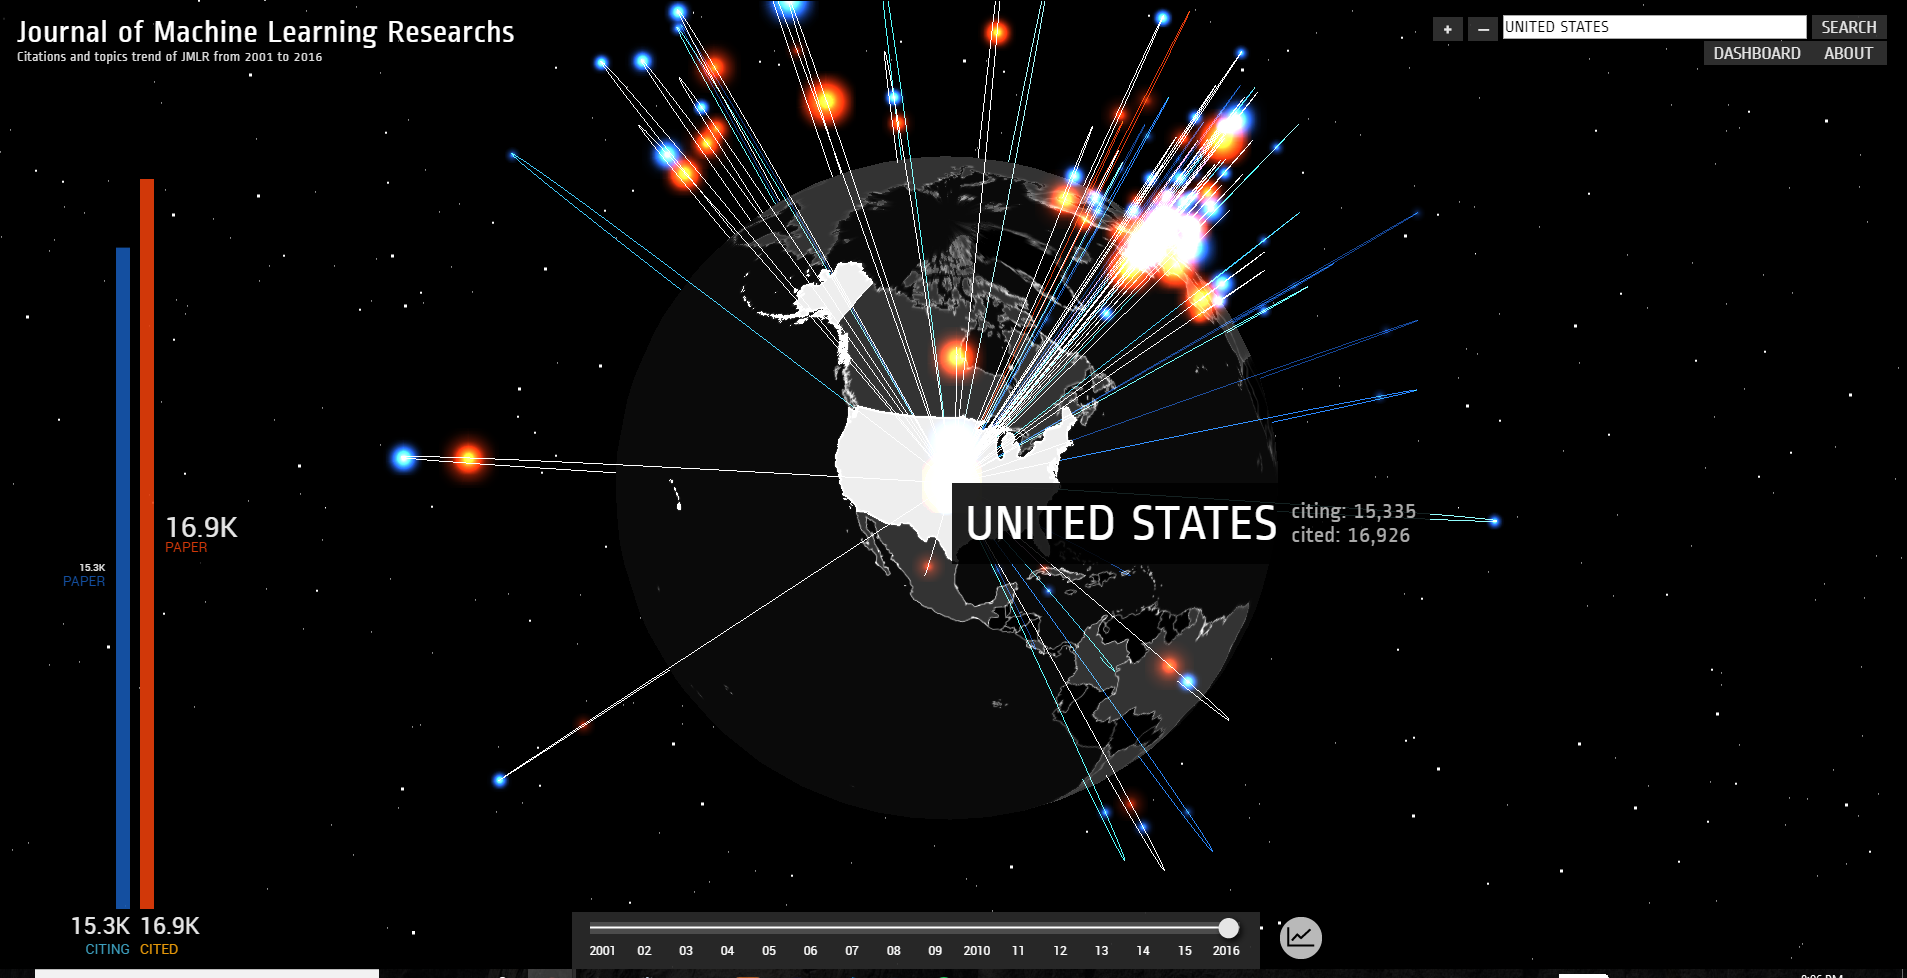 Journal of Machine Learning Researchs
Citations and topics trend of JMLR from 2001 to 2016
+ − UNITED STATES SEARCH
DASHBOARD ABOUT
16.9K
PAPER
15.3K
PAPER
UNITED STATES
citing: 15,335
cited: 16,926
15.3K 16.9K
CITING CITED
2001 02 03 04 05 06 07 08 09 2010 11 12 13 14 15 2016